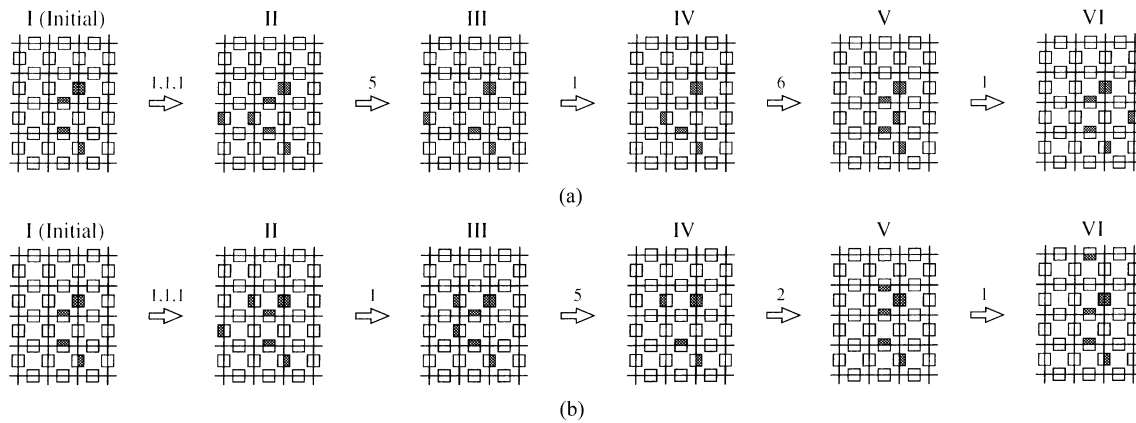 I (Initial) II III IV V VI
1,1,1 5 1 6 1
(a)
I (Initial) II III IV V VI
1,1,1 1 5 2 1
(b)